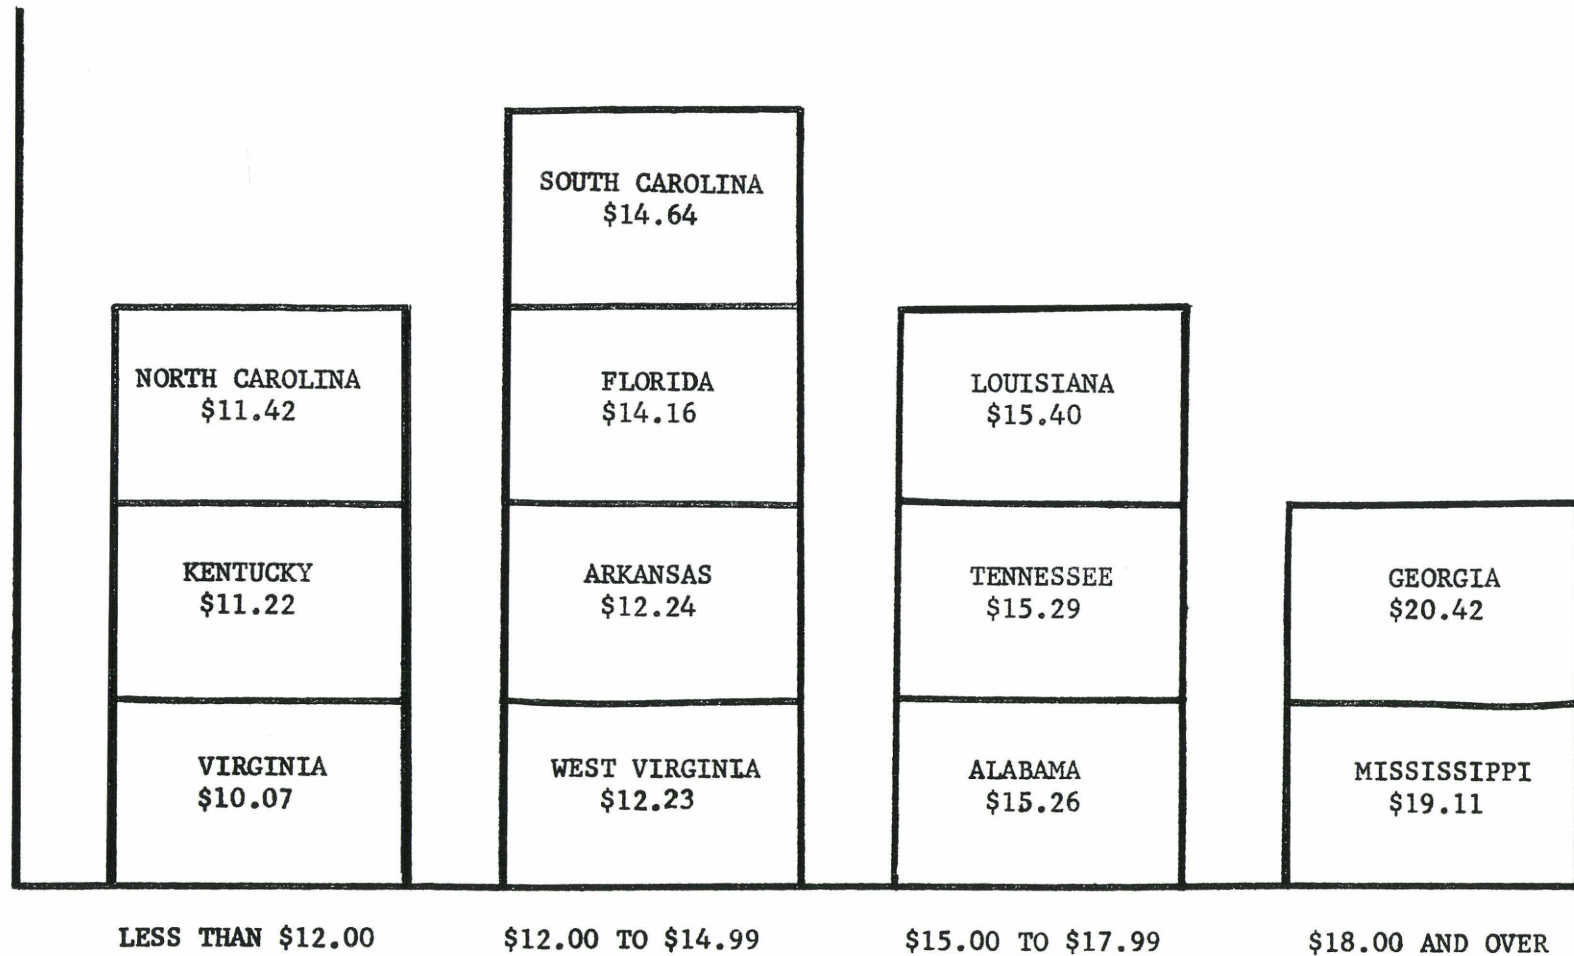 SOUTH CAROLINA
$14.64
NORTH CAROLINA
$11.42
FLORIDA
$14.16
LOUISIANA
$15.40
KENTUCKY
$11.22
ARKANSAS
$12.24
TENNESSEE
$15.29
GEORGIA
$20.42
VIRGINIA
$10.07
WEST VIRGINIA
$12.23
ALABAMA
$15.26
MISSISSIPPI
$19.11
LESS THAN $12.00
$12.00 TO $14.99
$15.00 TO $17.99
$18.00 AND OVER